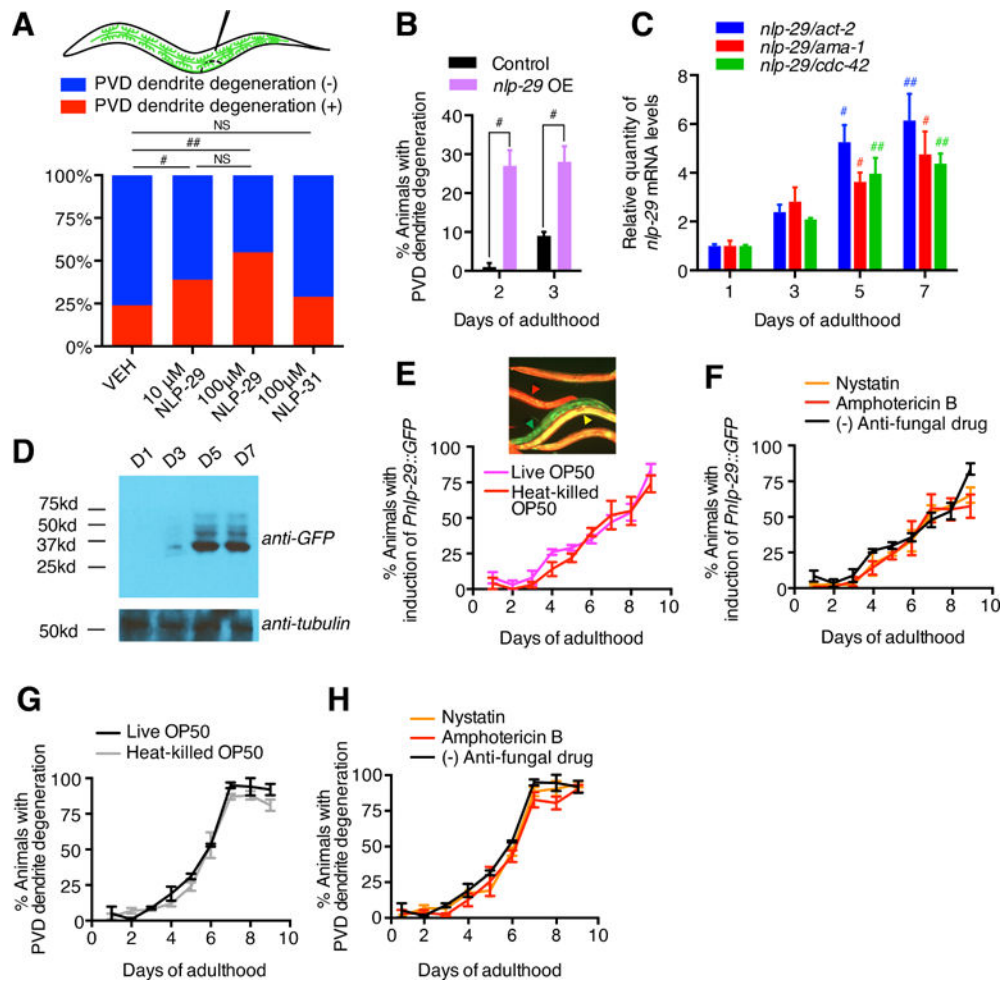 A
PVD dendrite degeneration (-)
PVD dendrite degeneration (+)
NS
##
#
NS
100%
75%
50%
25%
0%
VEH
10 µM
NLP-29
100µM
NLP-29
100µM
NLP-31
B
Control
nlp-29 OE
% Animals with
PVD dendrite degeneration
40
30
20
10
0
#
#
2
3
Days of adulthood
C
nlp-29/act-2
nlp-29/ama-1
nlp-29/cdc-42
Relative quantity of
nlp-29 mRNA levels
8
6
4
2
0
#
#
##
##
#
##
1
3
5
7
Days of adulthood
D
D1
D3
D5
D7
75kd
50kd
37kd
25kd
anti-GFP
50kd
anti-tubulin
E
Live OP50
Heat-killed
OP50
% Animals with
induction of Pnlp-29::GFP
100
75
50
25
0
0
2
4
6
8
10
Days of adulthood
F
Nystatin
Amphotericin B
(-) Anti-fungal drug
% Animals with
induction of Pnlp-29::GFP
100
75
50
25
0
0
2
4
6
8
10
Days of adulthood
G
Live OP50
Heat-killed OP50
% Animals with
PVD dendrite degeneration
100
75
50
25
0
0
2
4
6
8
10
Days of adulthood
H
Nystatin
Amphotericin B
(-) Anti-fungal drug
% Animals with
PVD dendrite degeneration
100
75
50
25
0
0
2
4
6
8
10
Days of adulthood